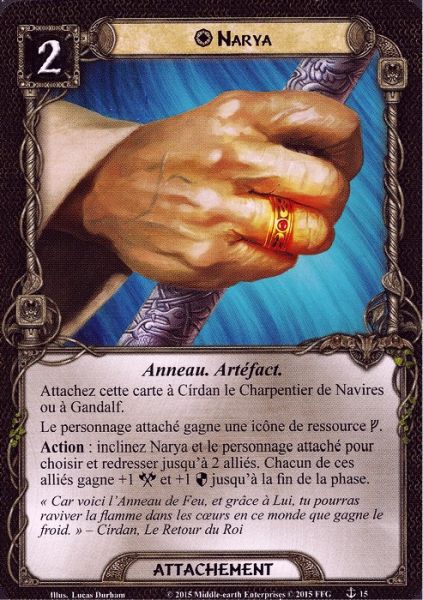 2
NARYA
Anneau. Artéfact.
Attachez cette carte à Círdan le Charpentier de Navires
ou à Gandalf.
Le personnage attaché gagne une icône de ressource .
Action : inclinez Narya et le personnage attaché pour
choisir et redresser jusqu'à 2 alliés. Chacun de ces
alliés gagne +1 et +1 jusqu'à la fin de la phase.
« Car voici l'Anneau de Feu, et grâce à Lui, tu pourras
raviver la flamme dans les cœurs en ce monde que gagne le
froid. » – Círdan, Le Retour du Roi
ATTACHEMENT
Illus. Lucas Durham © 2015 Middle-earth Enterprises © 2015 FFG 15